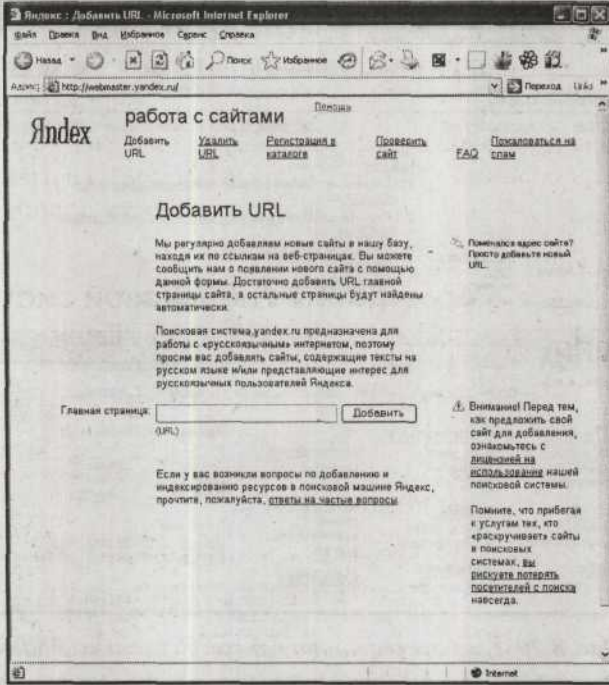 Яндекс : Добавить URL - Microsoft Internet Explorer
Файл Правка Вид Избранное Сервис Справка
Назад Поиск Избранное
Адрес: http://webmaster.yandex.ru/ Переход Links
Помощь
Яndex
работа с сайтами
Добавить URL
Удалить URL
Регистрация в каталоге
Проверить сайт
FAQ
Пожаловаться на спам
Добавить URL
Мы регулярно добавляем новые сайты в нашу базу,
находя их по ссылкам на веб-страницах. Вы можете
сообщить нам о появлении нового сайта с помощью
данной формы. Достаточно добавить URL главной
страницы сайта, а остальные страницы будут найдены
автоматически.
Поменялся адрес сайта?
Просто добавьте новый
URL.
Поисковая система yandex.ru предназначена для
работы с «русскоязычным» интернетом, поэтому
просим вас добавлять сайты, содержащие тексты на
русском языке и/или представляющие интерес для
русскоязычных пользователей Яндекса.
Главная страница: Добавить
(URL)
Внимание! Перед тем,
как предложить свой
сайт для добавления,
ознакомьтесь с
лицензией на
использование нашей
поисковой системы.
Если у вас возникли вопросы по добавлению и
индексированию ресурсов в поисковой машине Яндекс,
прочтите, пожалуйста, ответы на частые вопросы.
Помните, что прибегая
к услугам тех, кто
«раскручивает» сайты
в поисковых
системах, вы
рискуете потерять
посетителей с поиска
навсегда.
Internet